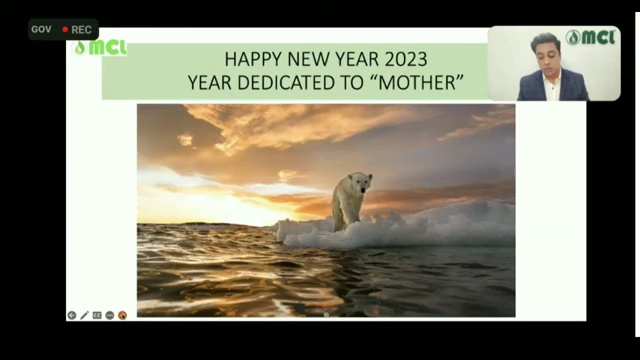 GOV REC
mcl
mcl
HAPPY NEW YEAR 2023
YEAR DEDICATED TO “MOTHER”